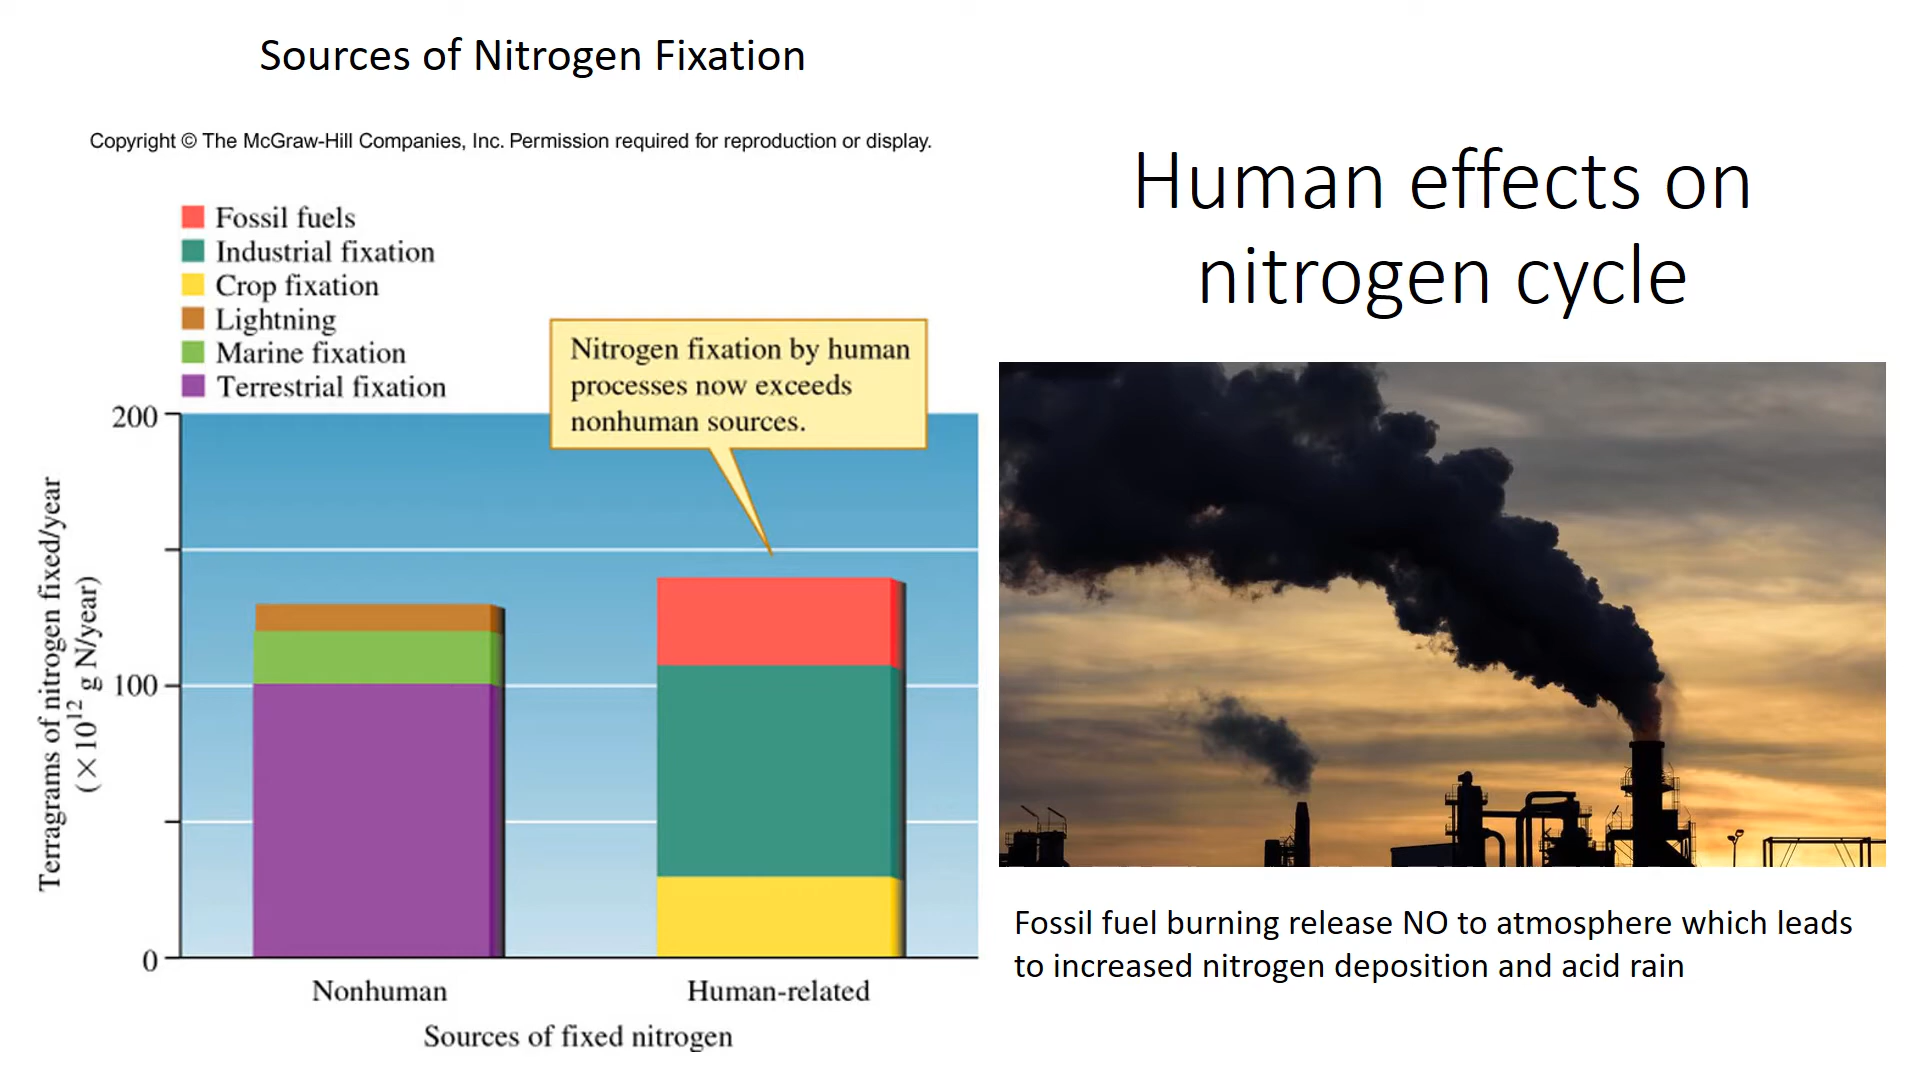 Sources of Nitrogen Fixation
Copyright © The McGraw-Hill Companies, Inc. Permission required for reproduction or display.
Fossil fuels
Industrial fixation
Crop fixation
Lightning
Marine fixation
Terrestrial fixation
Nitrogen fixation by human
processes now exceeds
nonhuman sources.
200
100
0
Terragrams of nitrogen fixed/year
(×10¹² g N/year)
Nonhuman
Human-related
Sources of fixed nitrogen
Human effects on
nitrogen cycle
Fossil fuel burning release NO to atmosphere which leads
to increased nitrogen deposition and acid rain